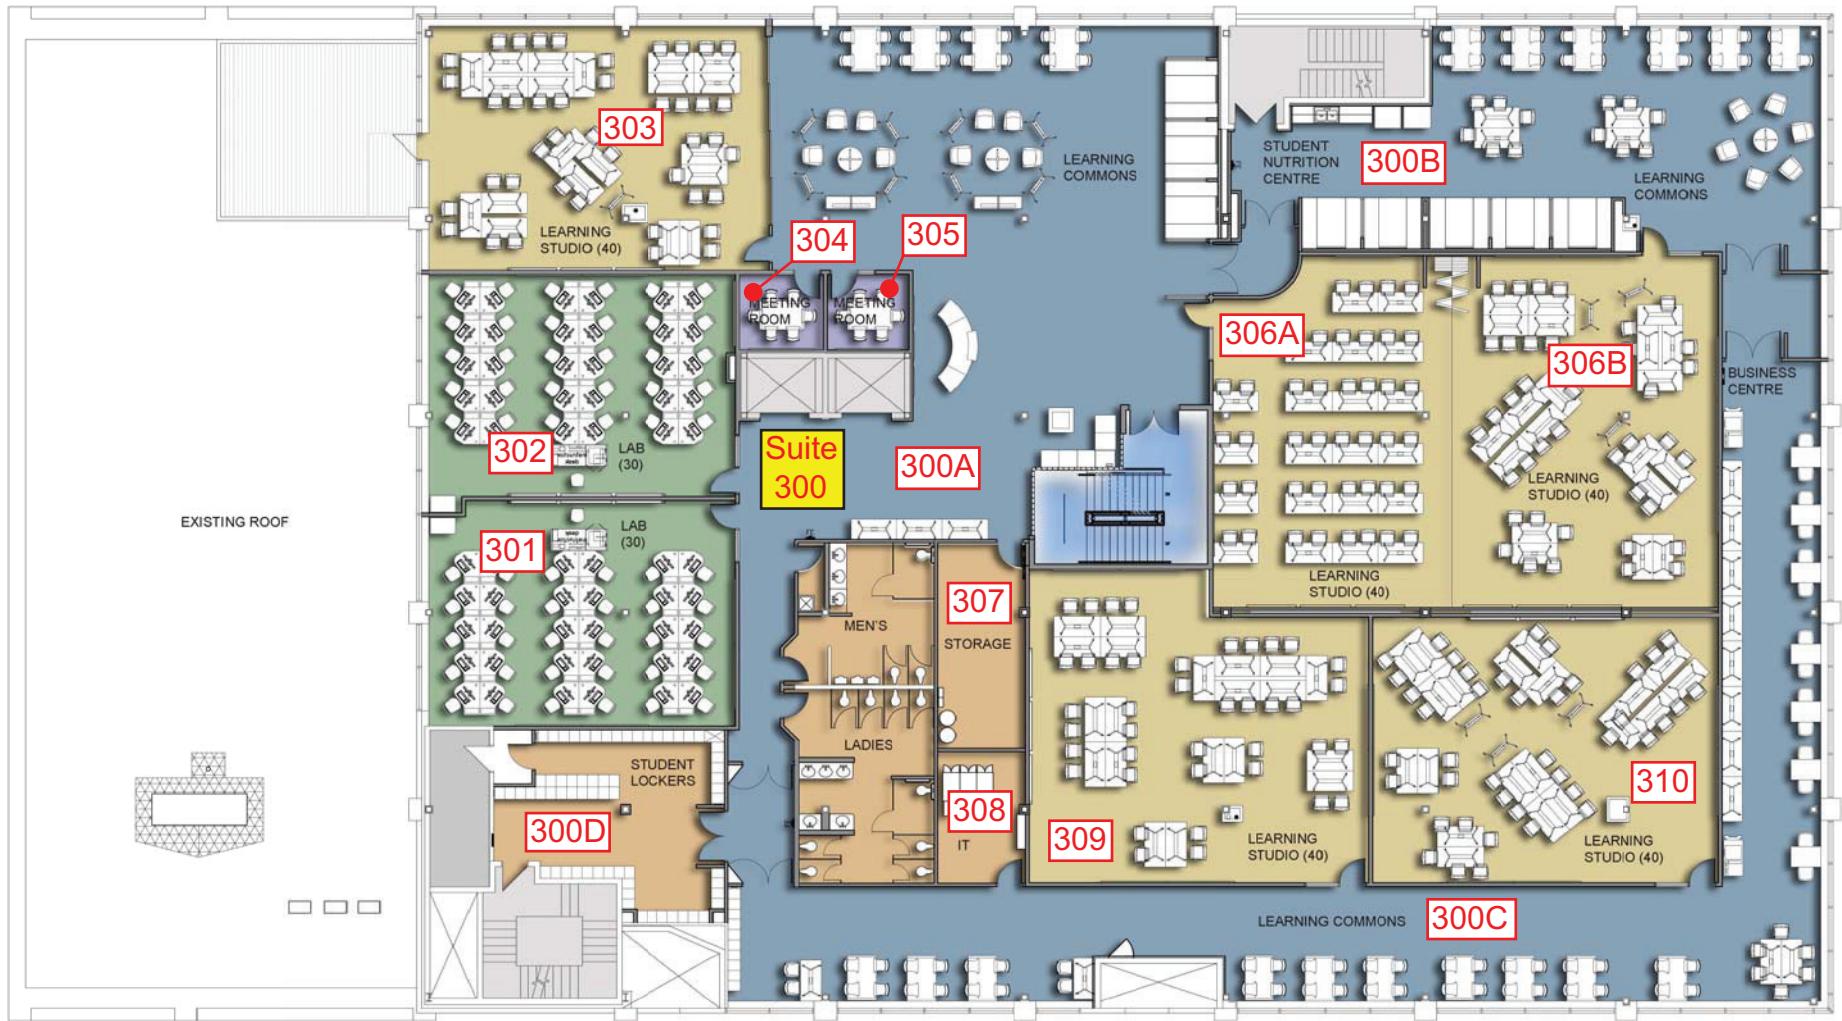 303
LEARNING
STUDIO (40)
LEARNING
COMMONS
STUDENT
NUTRITION
CENTRE
300B
LEARNING
COMMONS
304
305
MEETING
ROOM
MEETING
ROOM
306A
306B
BUSINESS
CENTRE
302
LAB
(30)
Suite
300
300A
LEARNING
STUDIO (40)
EXISTING ROOF
301
LAB
(30)
LEARNING
STUDIO (40)
307
STORAGE
MEN'S
LADIES
STUDENT
LOCKERS
300D
308
IT
309
LEARNING
STUDIO (40)
310
LEARNING
STUDIO (40)
LEARNING COMMONS
300C